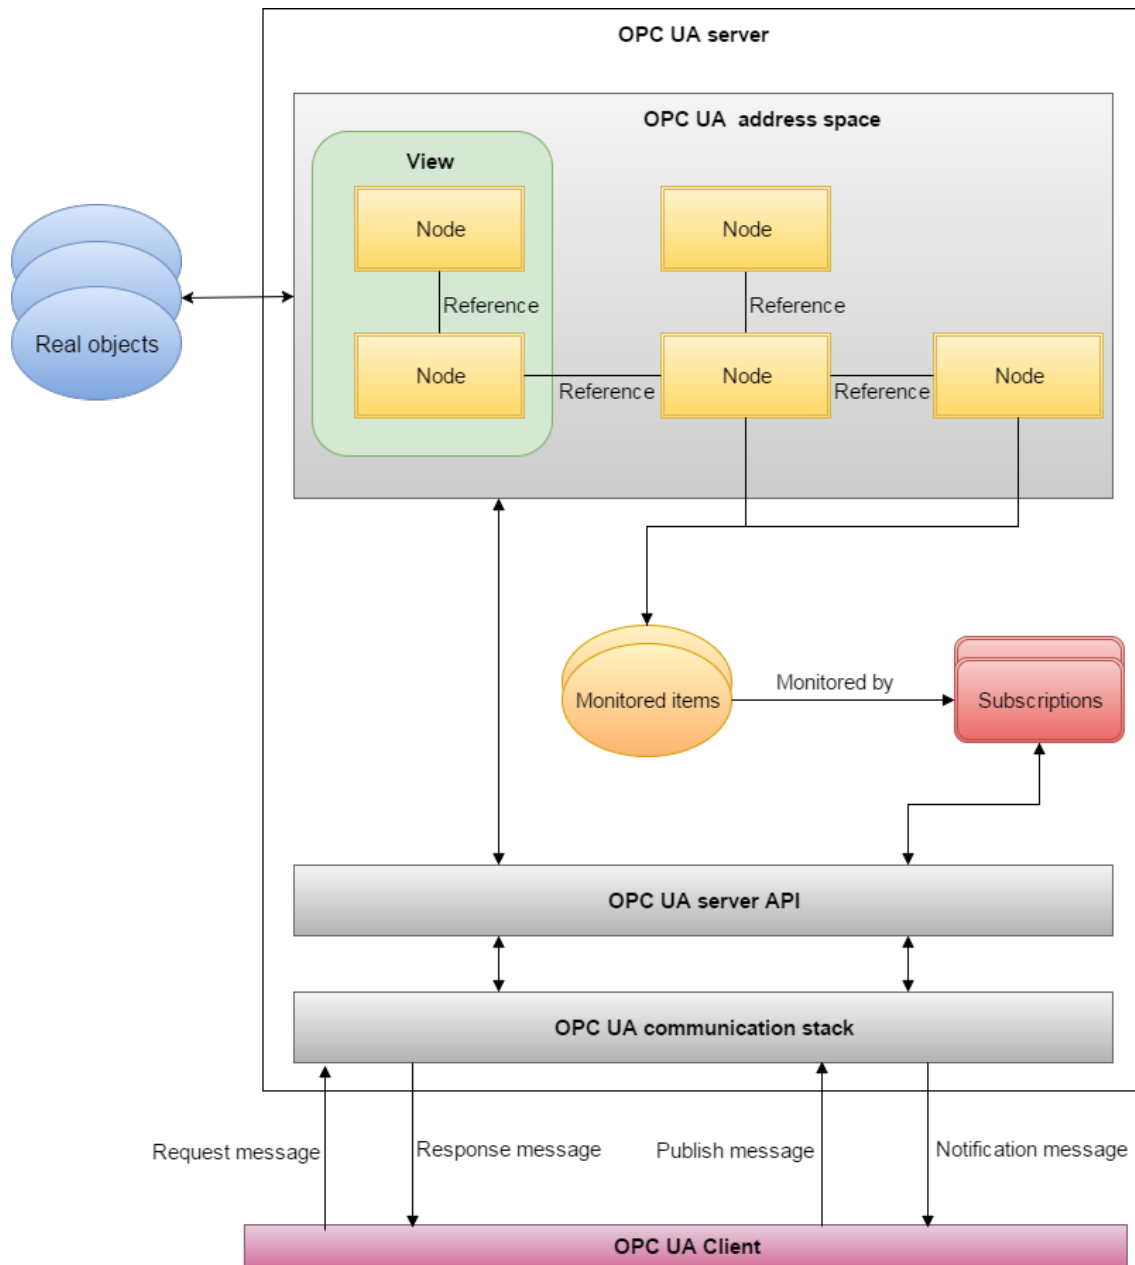 OPC UA server
OPC UA address space
View
Node
Node
Reference
Reference
Real objects
Node
Reference
Node
Reference
Node
Monitored items
Monitored by
Subscriptions
OPC UA server API
OPC UA communication stack
Request message
Response message
Publish message
Notification message
OPC UA Client